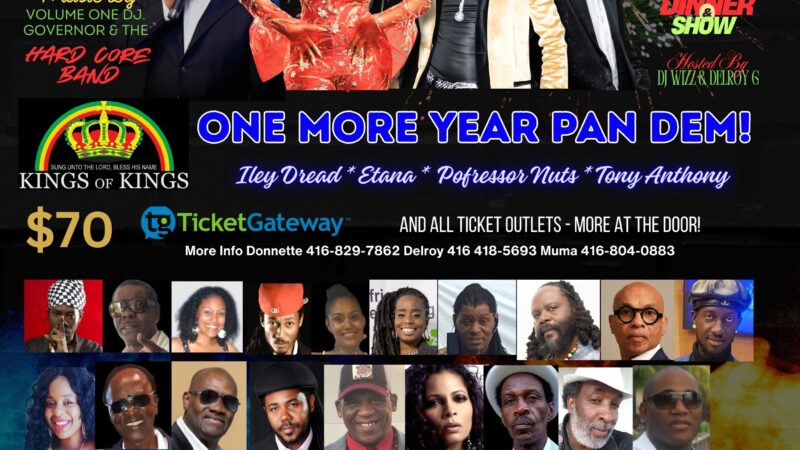 VOLUME ONE DJ.
GOVERNOR & THE
HARD CORE
BAND
DINNER
SHOW
Hosted By
DJ WIZZ & DELROY G
SUNG UNTO THE LORD, BLESS HIS NAME
KINGS OF KINGS
ONE MORE YEAR PAN DEM!
Iley Dread * Etana * Pofressor Nuts * Tony Anthony
$70
tg TicketGateway™
AND ALL TICKET OUTLETS - MORE AT THE DOOR!
More Info Donnette 416-829-7862 Delroy 416 418-5693 Muma 416-804-0883